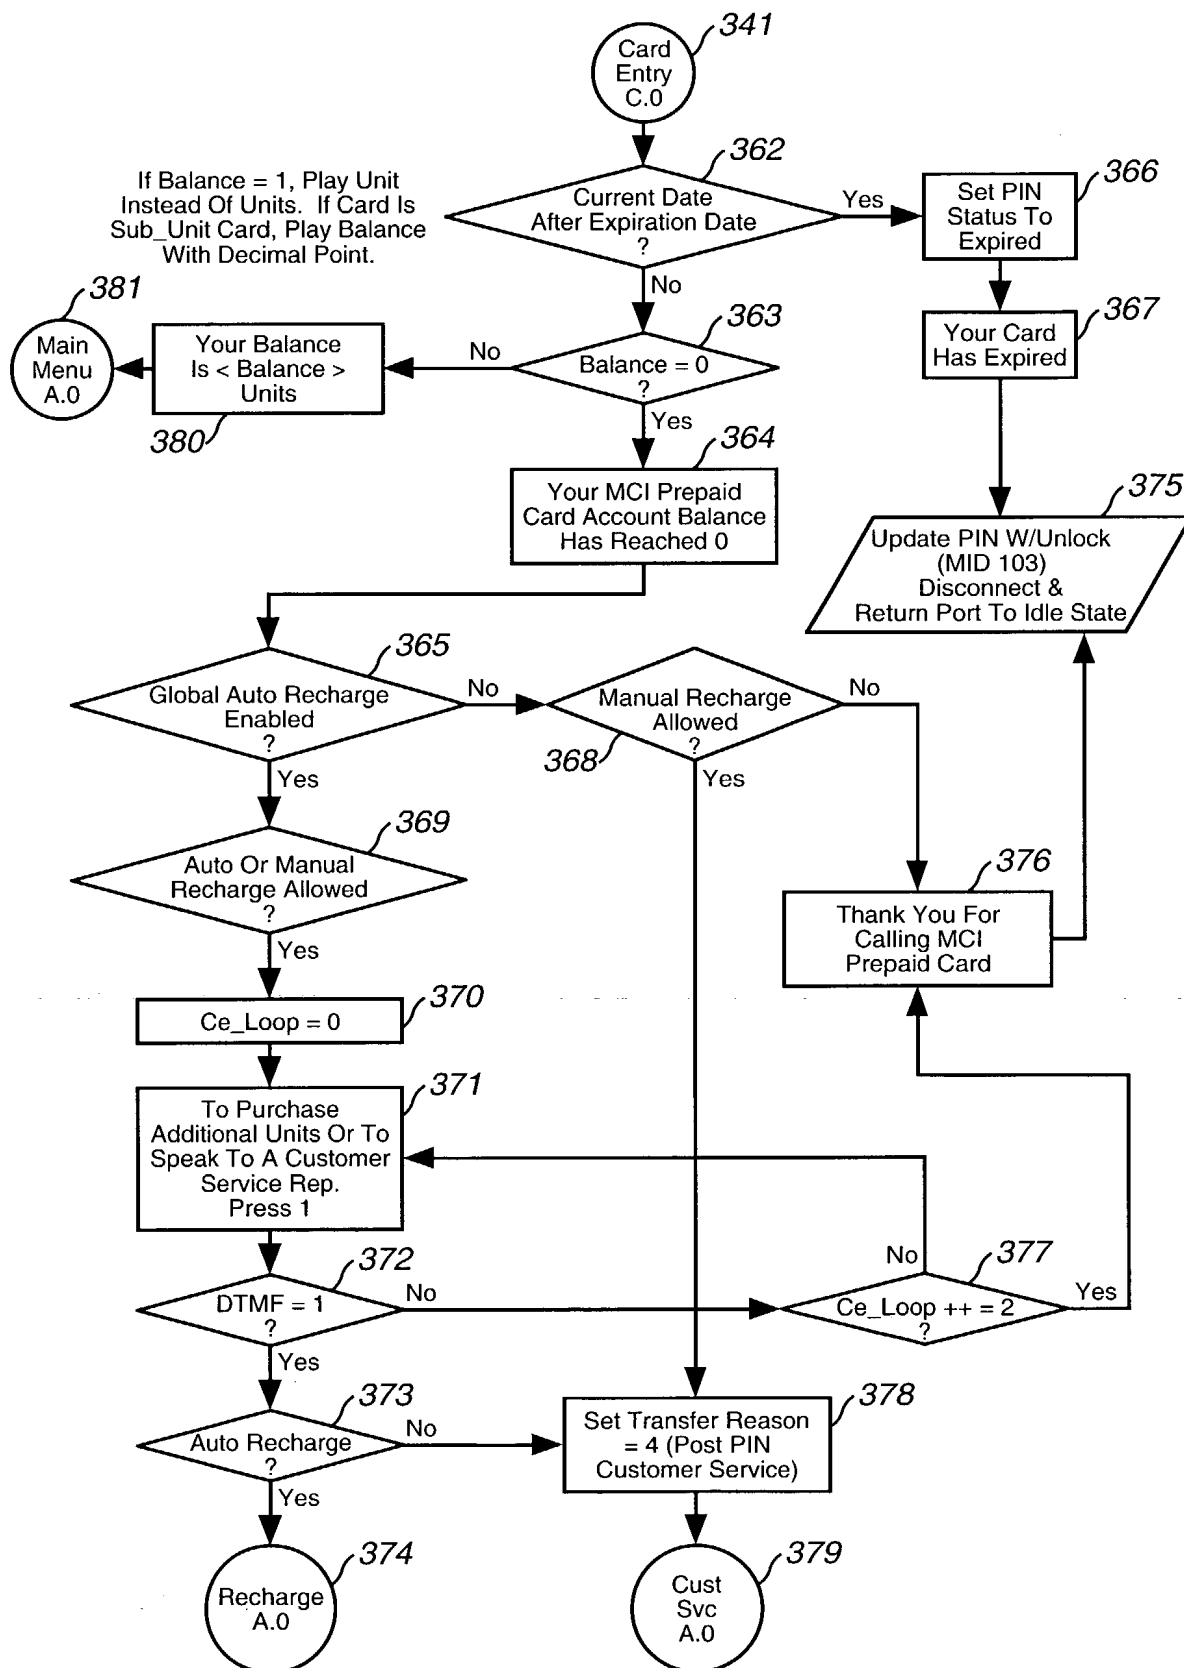 341
Card
Entry
C.0
362
If Balance = 1, Play Unit
Instead Of Units. If Card Is
Sub_Unit Card, Play Balance
With Decimal Point.
Current Date
After Expiration Date
?
Yes
366
Set PIN
Status To
Expired
No
381
Main
Menu
A.0
Your Balance
Is < Balance >
Units
380
No
363
Balance = 0
?
367
Your Card
Has Expired
Yes
364
Your MCI Prepaid
Card Account Balance
Has Reached 0
375
Update PIN W/Unlock
(MID 103)
Disconnect &
Return Port To Idle State
365
Global Auto Recharge
Enabled
?
No
Manual Recharge
Allowed
?
368
No
Yes
Yes
369
Auto Or Manual
Recharge Allowed
?
Yes
376
Thank You For
Calling MCI
Prepaid Card
370
Ce_Loop = 0
371
To Purchase
Additional Units Or To
Speak To A Customer
Service Rep.
Press 1
372
DTMF = 1
?
No
No
377
Ce_Loop ++ = 2
?
Yes
Yes
373
Auto Recharge
?
No
378
Set Transfer Reason
= 4 (Post PIN
Customer Service)
Yes
374
Recharge
A.0
379
Cust
Svc
A.0